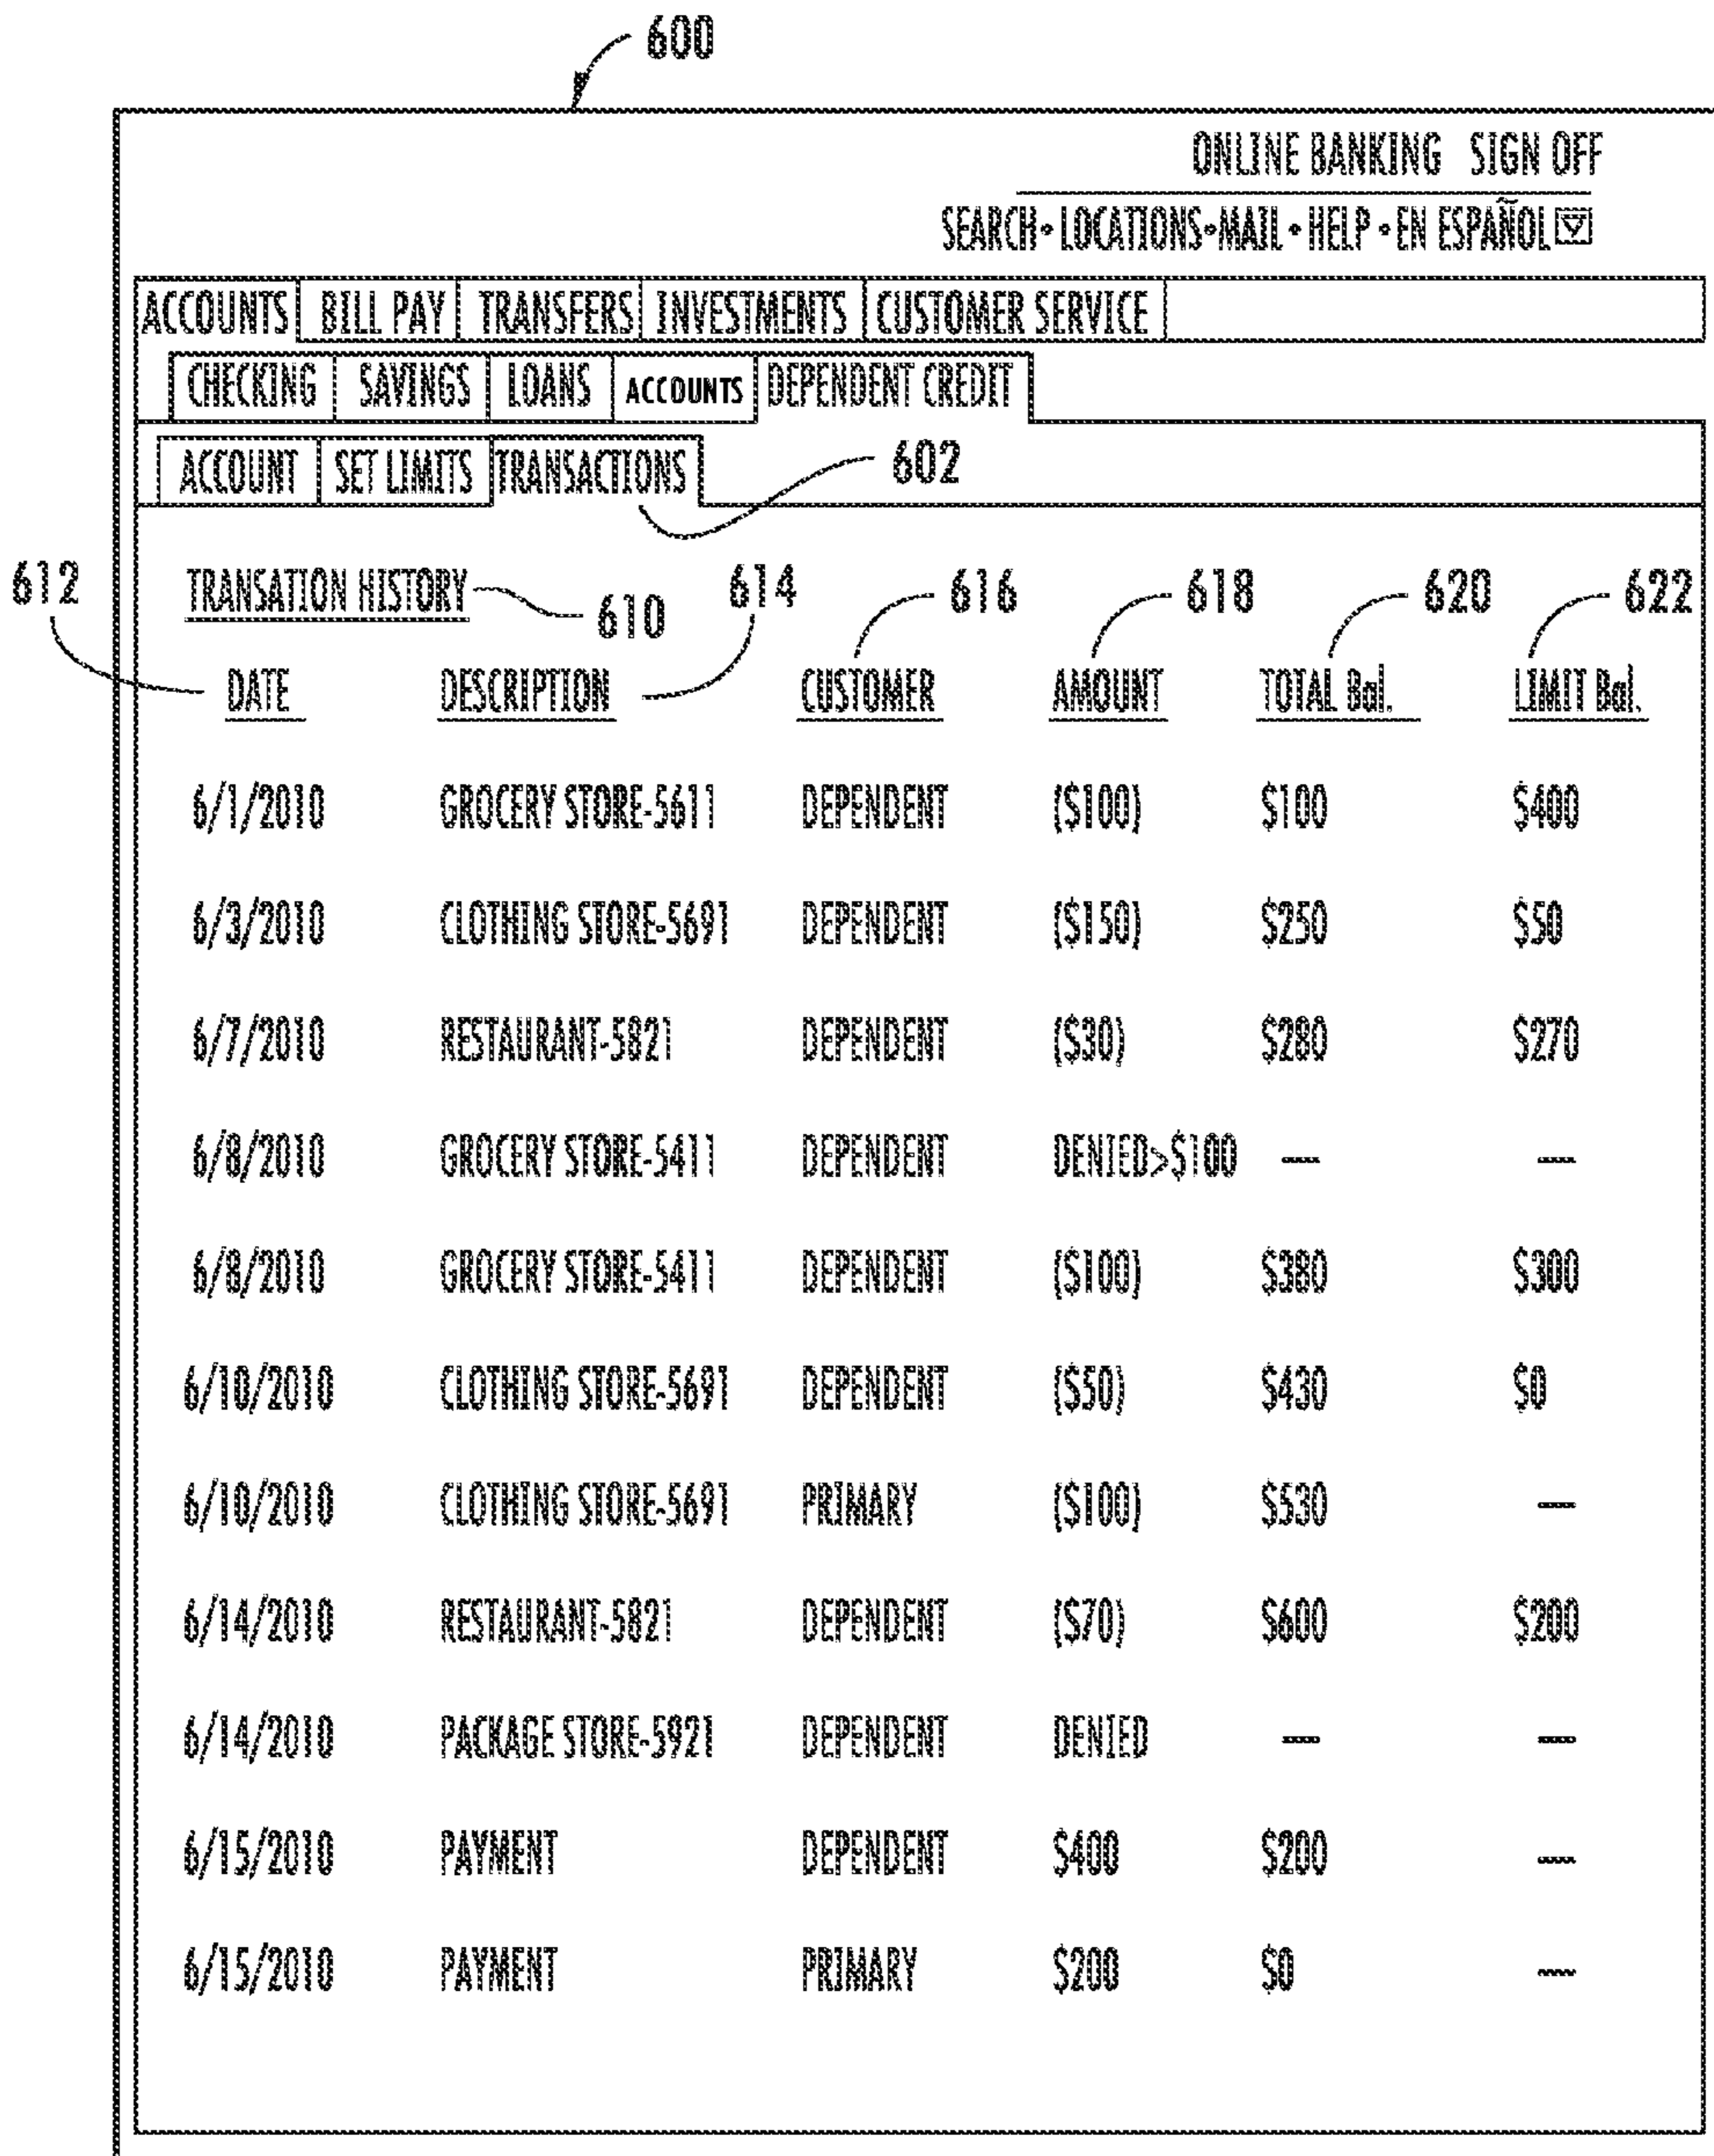 600
ONLINE BANKING SIGN OFF
SEARCH • LOCATIONS • MAIL • HELP • EN ESPAÑOL
ACCOUNTS BILL PAY TRANSFERS INVESTMENTS CUSTOMER SERVICE
CHECKING SAVINGS LOANS ACCOUNTS DEPENDENT CREDIT
ACCOUNT SET LIMITS TRANSACTIONS 602
612 TRANSATION HISTORY 610 614 616 618 620 622
DATE DESCRIPTION CUSTOMER AMOUNT TOTAL Bal. LIMIT Bal.
6/1/2010 GROCERY STORE-5611 DEPENDENT ($100) $100 $400
6/3/2010 CLOTHING STORE-5691 DEPENDENT ($150) $250 $50
6/7/2010 RESTAURANT-5821 DEPENDENT ($30) $280 $270
6/8/2010 GROCERY STORE-5411 DEPENDENT DENIED>$100 — —
6/8/2010 GROCERY STORE-5411 DEPENDENT ($100) $380 $300
6/10/2010 CLOTHING STORE-5691 DEPENDENT ($50) $430 $0
6/10/2010 CLOTHING STORE-5691 PRIMARY ($100) $530 —
6/14/2010 RESTAURANT-5821 DEPENDENT ($70) $600 $200
6/14/2010 PACKAGE STORE-5921 DEPENDENT DENIED — —
6/15/2010 PAYMENT DEPENDENT $400 $200 —
6/15/2010 PAYMENT PRIMARY $200 $0 —